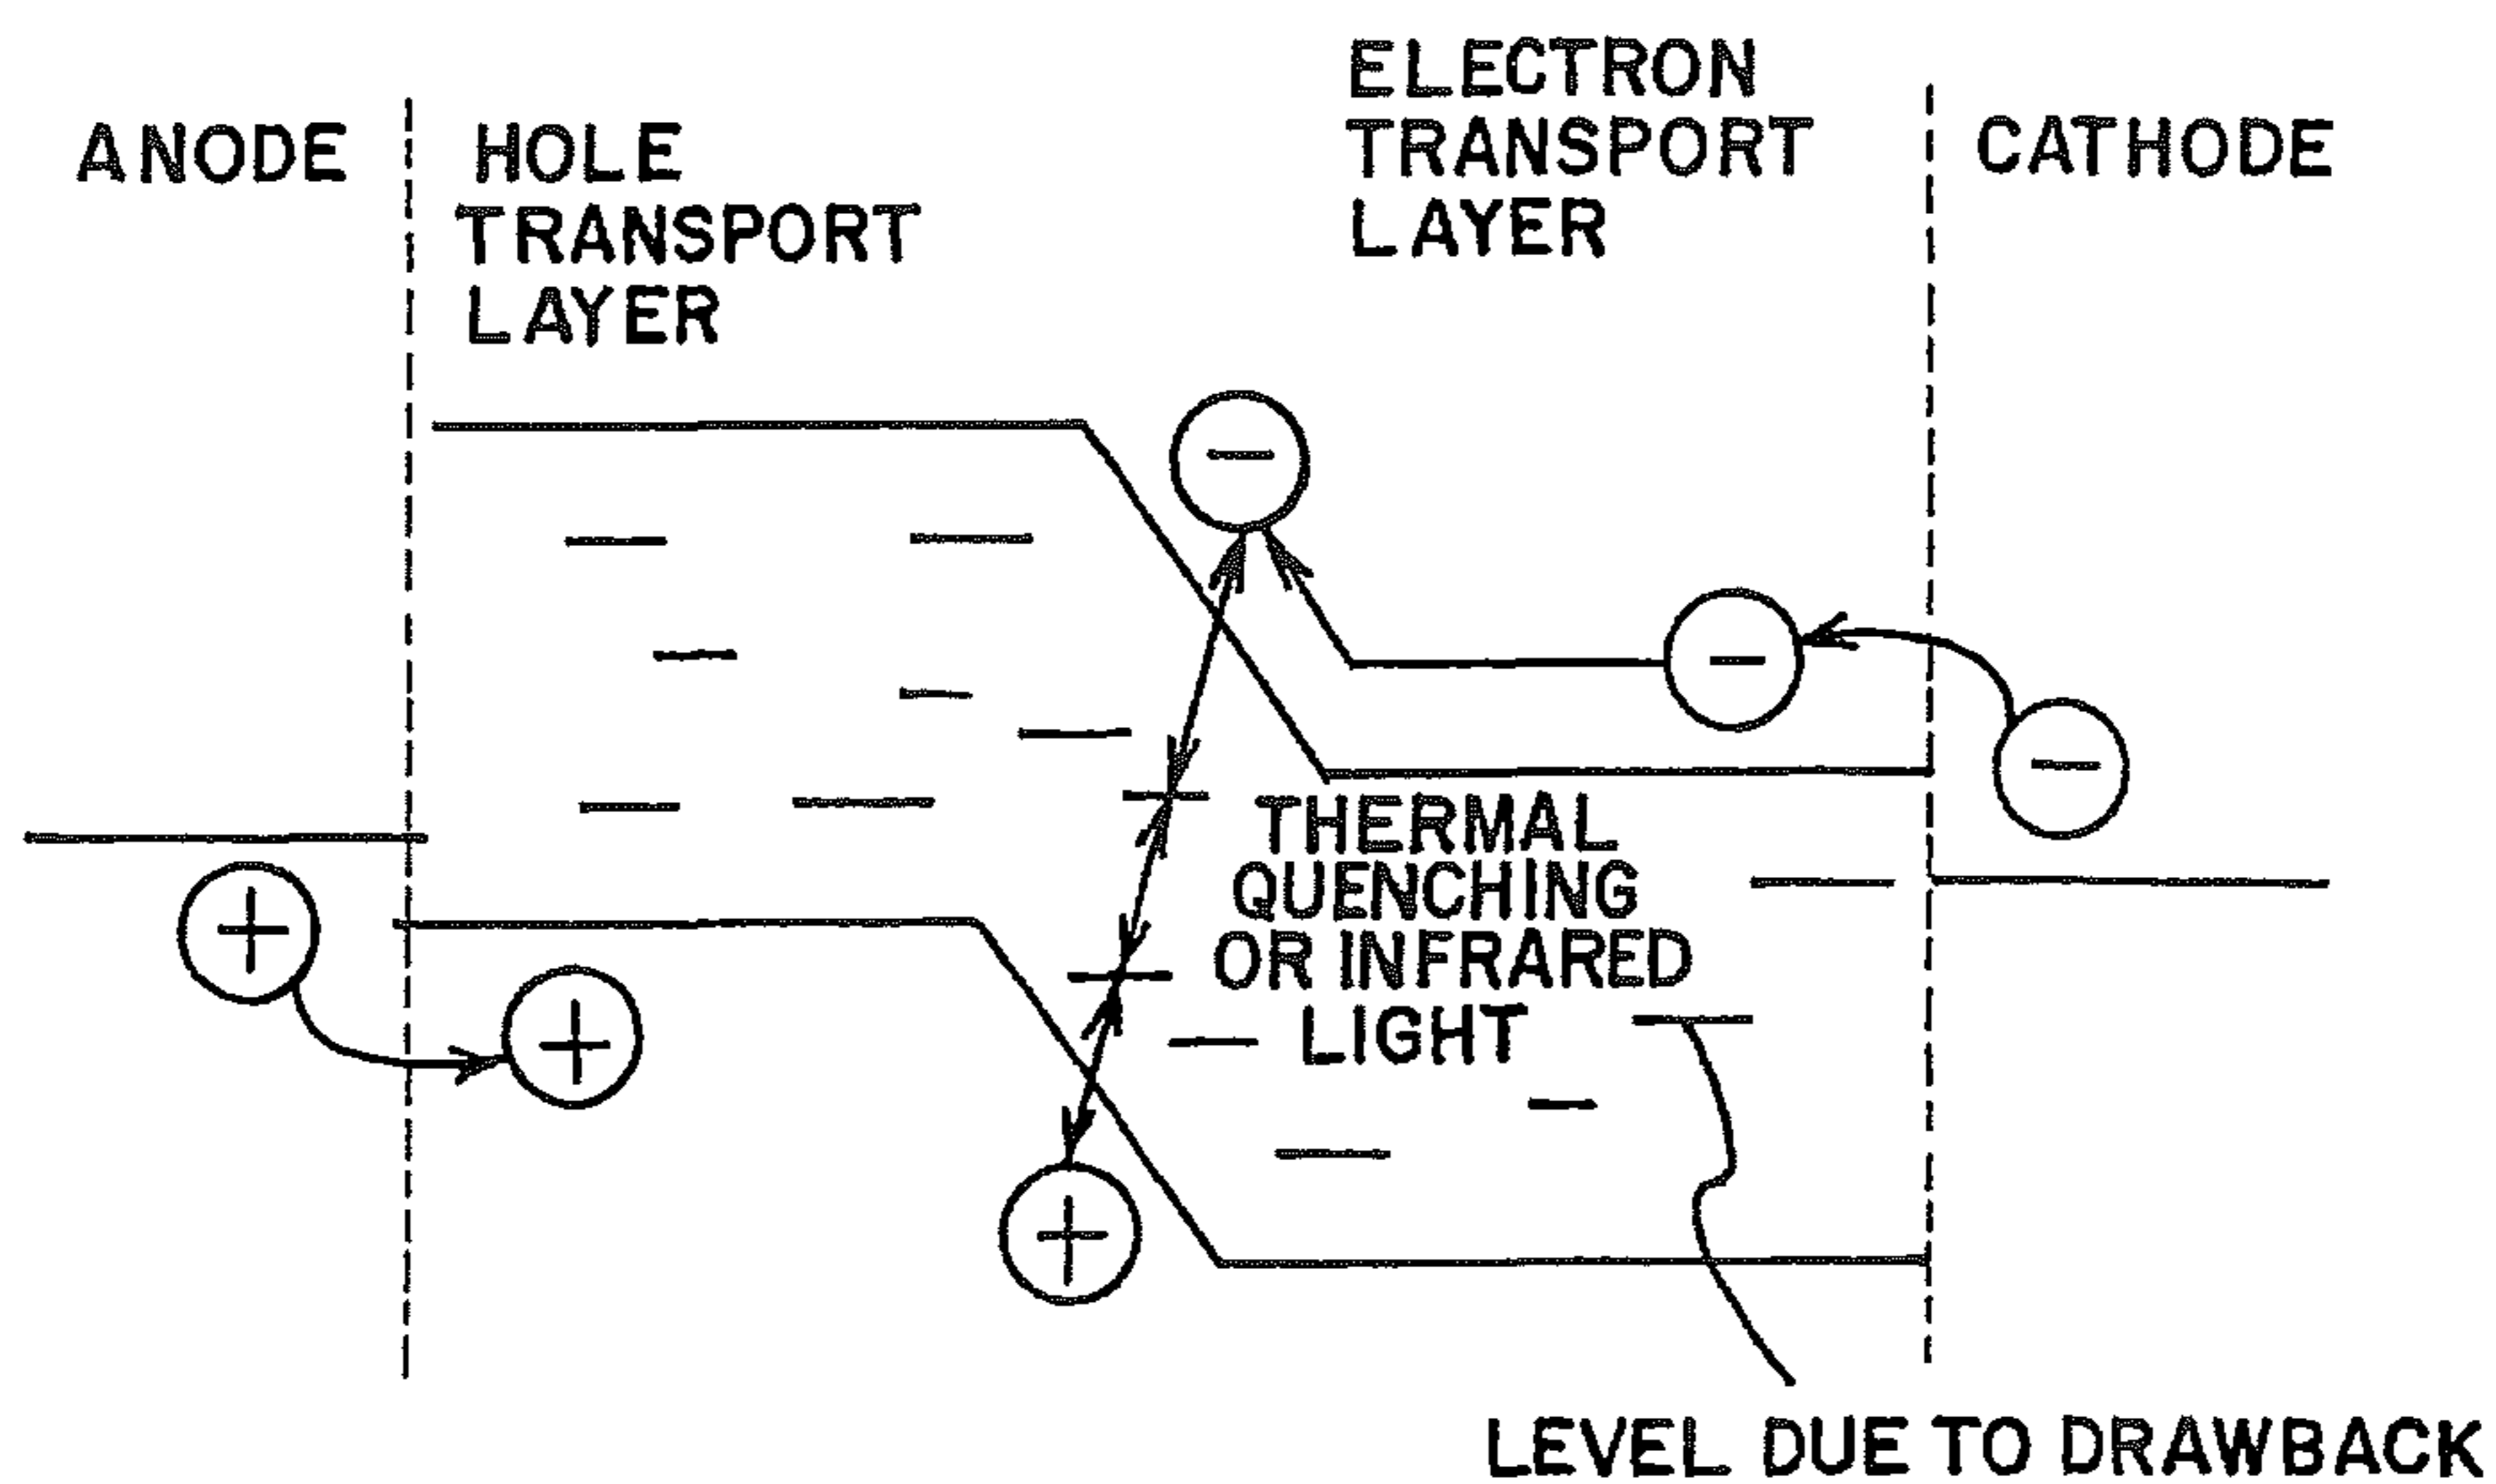 ANODE
HOLE
TRANSPORT
LAYER
ELECTRON
TRANSPORT
LAYER
CATHODE
THERMAL
QUENCHING
OR INFRARED
LIGHT
LEVEL DUE TO DRAWBACK